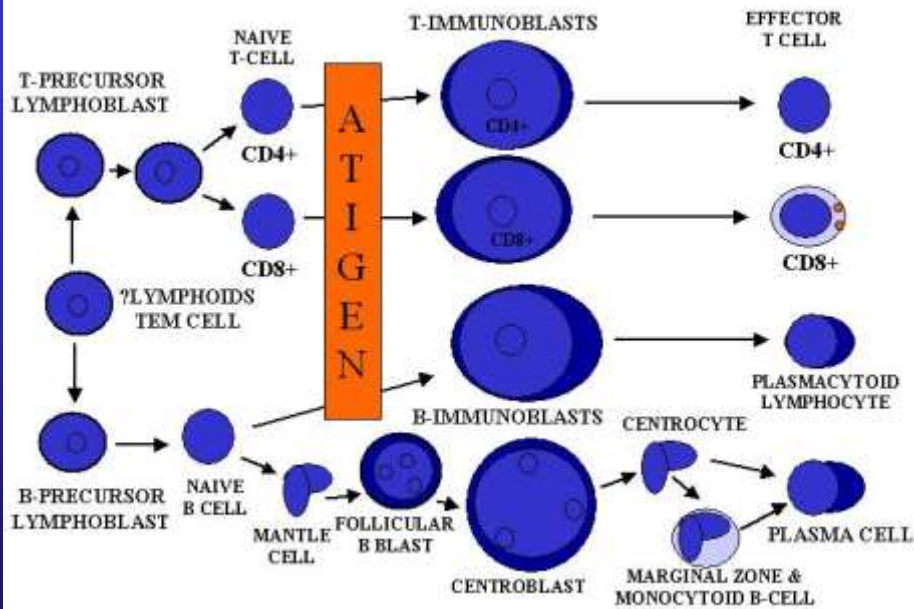 T-IMMUNOBLASTS
EFFECTOR
T CELL
NAIVE
T-CELL
T-PRECURSOR
LYMPHOBLAST
CD4+
CD4+
CD4+
A
T
I
G
E
N
CD8+
CD8+
CD8+
?LYMPHOIDS
TEM CELL
PLASMACYTOID
LYMPHOCYTE
B-IMMUNOBLASTS
CENTROCYTE
B-PRECURSOR
LYMPHOBLAST
NAIVE
B CELL
MANTLE
CELL
FOLLICULAR
B BLAST
CENTROBLAST
PLASMA CELL
MARGINAL ZONE &
MONOCYTOID B-CELL